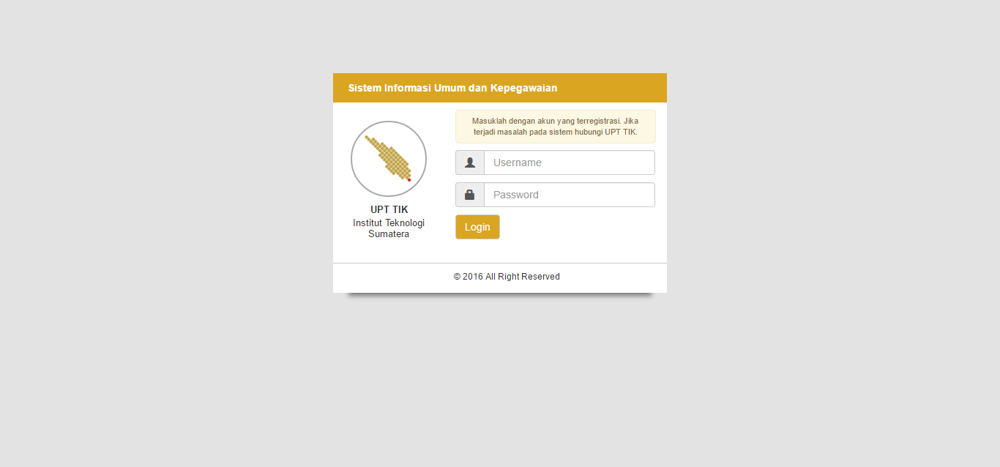 Sistem Informasi Umum dan Kepegawaian
Masuklah dengan akun yang terregistrasi. Jika
terjadi masalah pada sistem hubungi UPT TIK.
Username
Password
Login
UPT TIK
Institut Teknologi
Sumatera
© 2016 All Right Reserved